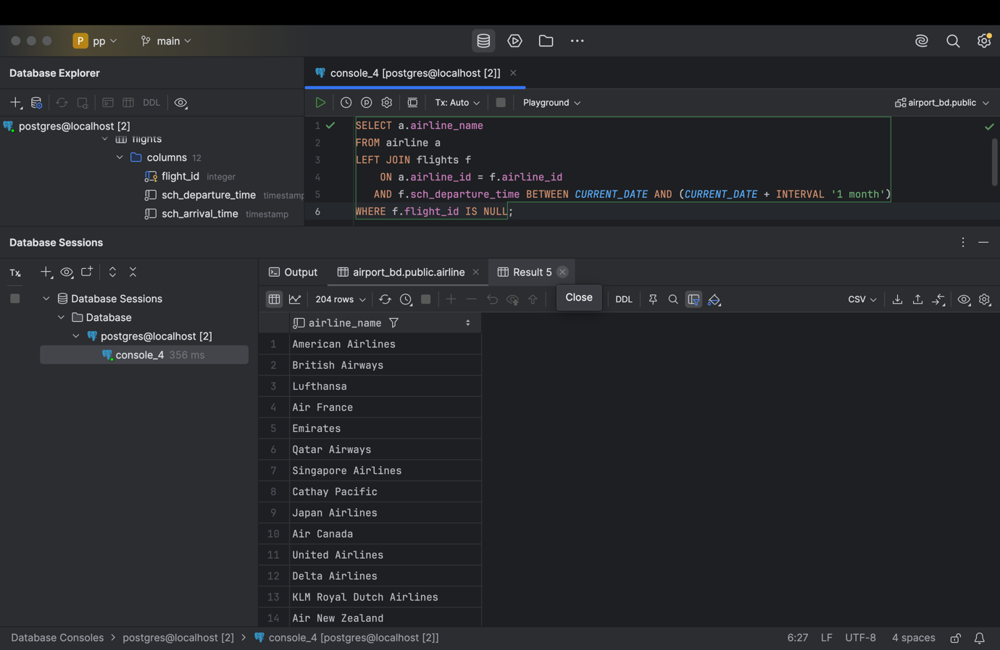 P pp main
Database Explorer
console_4 [postgres@localhost [2]]
DDL
Tx: Auto
Playground
airport_bd.public
postgres@localhost [2]
flights
columns 12
flight_id integer
sch_departure_time timestamp
sch_arrival_time timestamp
1 SELECT a.airline_name
2 FROM airline a
3 LEFT JOIN flights f
4 ON a.airline_id = f.airline_id
5 AND f.sch_departure_time BETWEEN CURRENT_DATE AND (CURRENT_DATE + INTERVAL '1 month')
6 WHERE f.flight_id IS NULL;
Database Sessions
Tx
Database Sessions
Database
postgres@localhost [2]
console_4 356 ms
Output
airport_bd.public.airline
Result 5
204 rows
Close
DDL
CSV
airline_name
1 American Airlines
2 British Airways
3 Lufthansa
4 Air France
5 Emirates
6 Qatar Airways
7 Singapore Airlines
8 Cathay Pacific
9 Japan Airlines
10 Air Canada
11 United Airlines
12 Delta Airlines
13 KLM Royal Dutch Airlines
14 Air New Zealand
Database Consoles > postgres@localhost [2] > console_4 [postgres@localhost [2]]
6:27 LF UTF-8 4 spaces